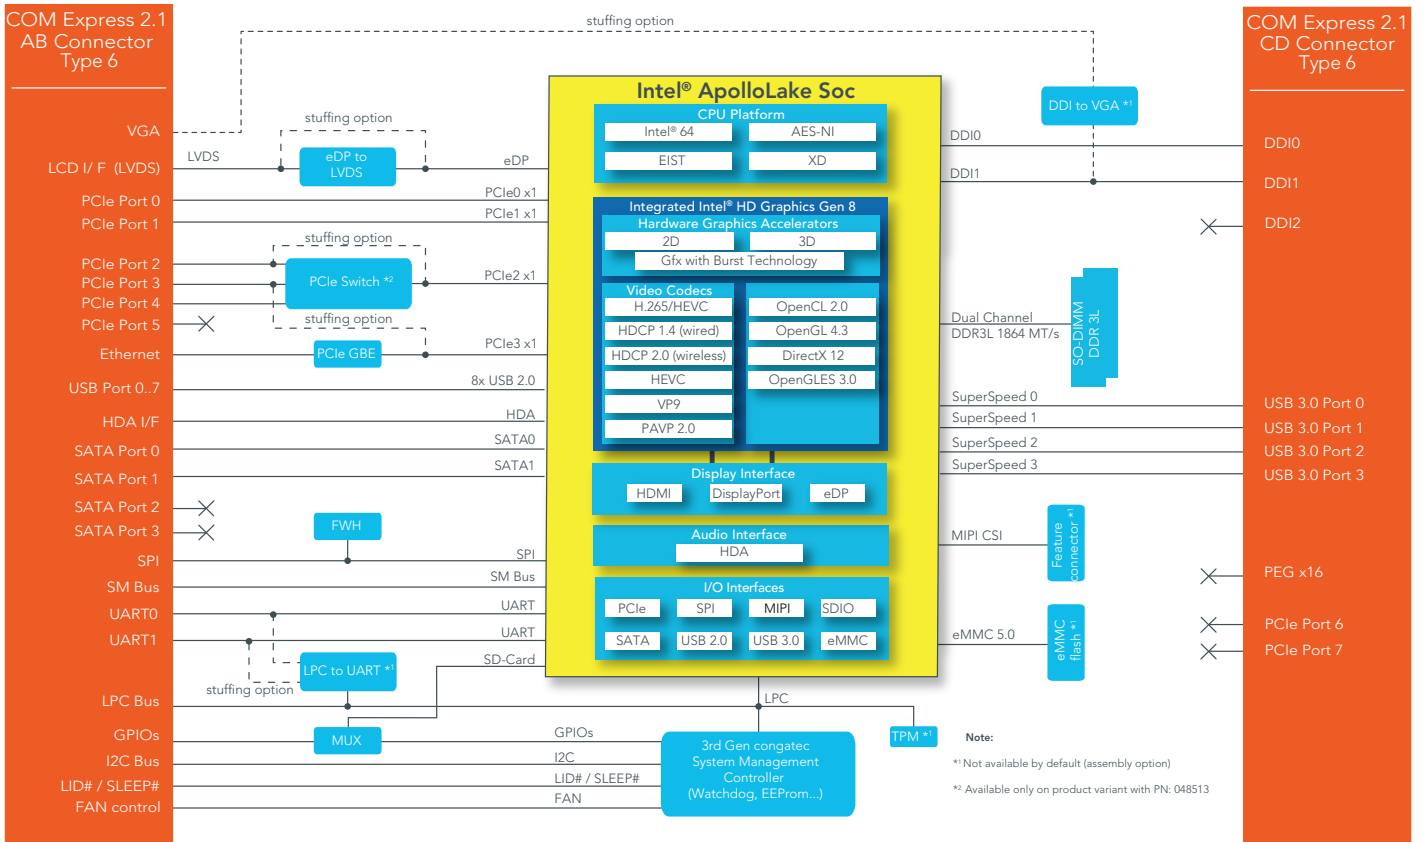 COM Express 2.1
AB Connector
Type 6
VGA
LCD I/ F (LVDS)
PCIe Port 0
PCIe Port 1
PCIe Port 2
PCIe Port 3
PCIe Port 4
PCIe Port 5
Ethernet
USB Port 0..7
HDA I/F
SATA Port 0
SATA Port 1
SATA Port 2
SATA Port 3
SPI
SM Bus
UART0
UART1
LPC Bus
GPIOs
I2C Bus
LID# / SLEEP#
FAN control
stuffing option
LVDS
stuffing option
eDP to
LVDS
eDP
PCIe0 x1
PCIe1 x1
stuffing option
PCIe Switch *²
PCIe2 x1
stuffing option
PCIe GBE
PCIe3 x1
8x USB 2.0
HDA
SATA0
SATA1
FWH
SPI
SM Bus
UART
UART
LPC to UART *¹
SD-Card
stuffing option
MUX
GPIOs
I2C
LID# / SLEEP#
FAN
Intel® ApolloLake Soc
CPU Platform
Intel® 64
AES-NI
EIST
XD
Integrated Intel® HD Graphics Gen 8
Hardware Graphics Accelerators
2D
3D
Gfx with Burst Technology
Video Codecs
H.265/HEVC
HDCP 1.4 (wired)
HDCP 2.0 (wireless)
HEVC
VP9
PAVP 2.0
OpenCL 2.0
OpenGL 4.3
DirectX 12
OpenGLES 3.0
Display Interface
HDMI
DisplayPort
eDP
Audio Interface
HDA
I/O Interfaces
PCIe
SPI
MIPI
SDIO
SATA
USB 2.0
USB 3.0
eMMC
LPC
3rd Gen congatec
System Management
Controller
(Watchdog, EEProm...)
TPM *¹
DDI to VGA *¹
DDI0
DDI1
Dual Channel
DDR3L 1864 MT/s
SO-DIMM
DDR 3L
SuperSpeed 0
SuperSpeed 1
SuperSpeed 2
SuperSpeed 3
MIPI CSI
Feature
connector *¹
eMMC 5.0
eMMC
flash *¹
Note:
*¹ Not available by default (assembly option)
*² Available only on product variant with PN: 048513
COM Express 2.1
CD Connector
Type 6
DDI0
DDI1
DDI2
USB 3.0 Port 0
USB 3.0 Port 1
USB 3.0 Port 2
USB 3.0 Port 3
PEG x16
PCIe Port 6
PCIe Port 7